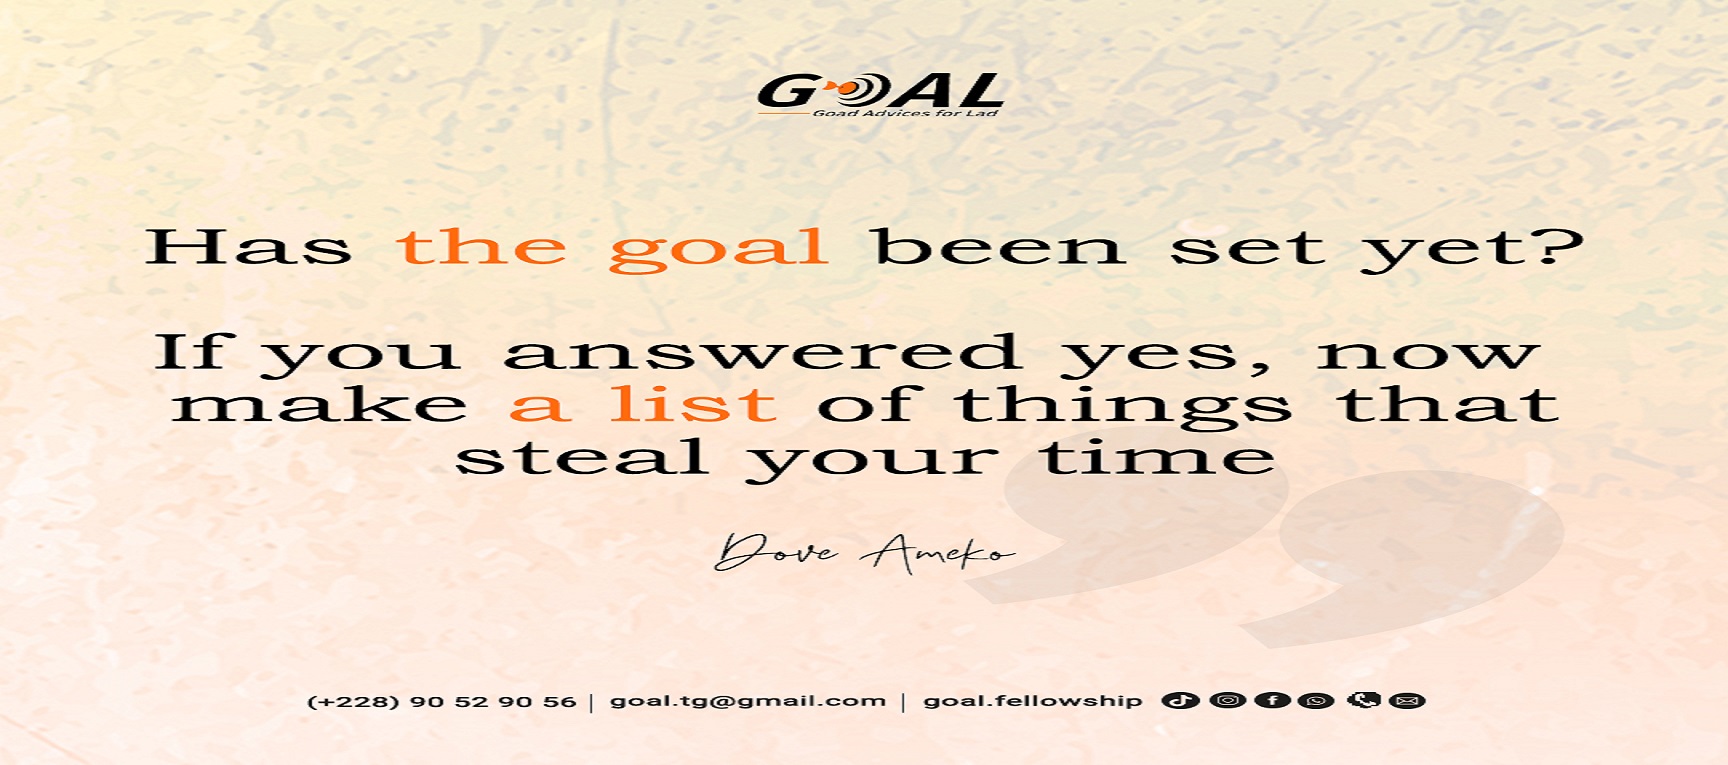 GOAL
Goad Advices for Lad
Has the goal been set yet?
If you answered yes, now
make a list of things that
steal your time
Dove Ameko
(+228) 90 52 90 56 | goal.tg@gmail.com | goal.fellowship